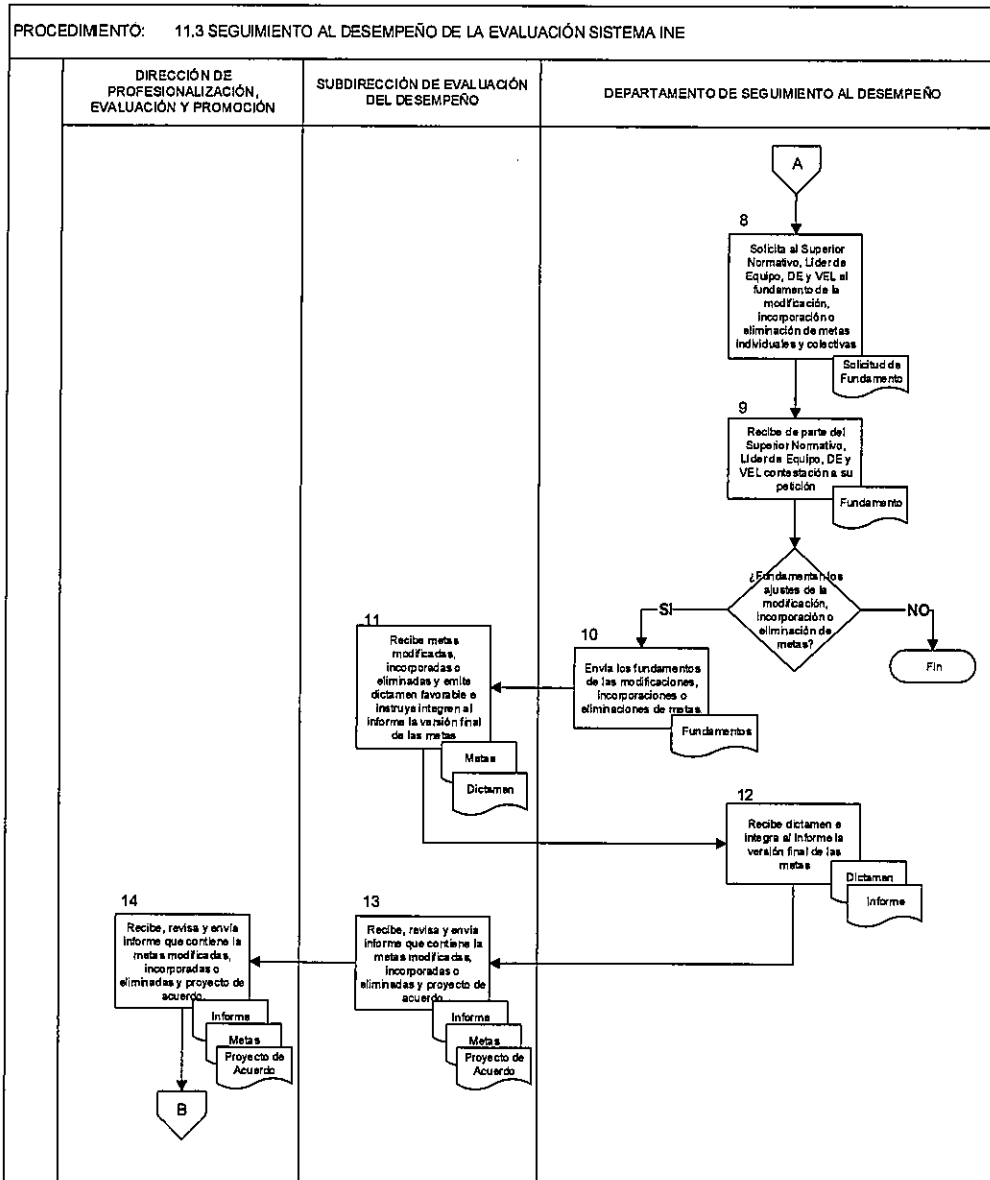 PROCEDIMIENTO: 11.3 SEGUIMIENTO AL DESEMPEÑO DE LA EVALUACIÓN SISTEMA INE
DIRECCIÓN DE
PROFESIONALIZACIÓN,
EVALUACIÓN Y PROMOCIÓN
SUBDIRECCIÓN DE EVALUACIÓN
DEL DESEMPEÑO
DEPARTAMENTO DE SEGUIMIENTO AL DESEMPEÑO
A
8
Solicita al Superior
Normativo, Líder de
Equipo, DE y VEL el
fundamento de la
modificación,
incorporación o
eliminación de metas
individuales y colectivas
Solicitud de
Fundamento
9
Recibe de parte del
Superior Normativo,
Líder de Equipo, DE y
VEL contestación a su
petición
Fundamento
¿Fundamentan los
ajustes de la
modificación,
incorporación o
eliminación de
metas?
SI
NO
Fin
10
Envía los fundamentos
de las modificaciones,
incorporaciones o
eliminaciones de metas.
Fundamentos
11
Recibe metas
modificadas,
incorporadas o
eliminadas y emite
dictamen favorable e
instruye integren al
informe la versión final
de las metas
Metas
Dictamen
12
Recibe dictamen e
integra al Informe la
versión final de las
metas
Dictamen
Informe
13
Recibe, revisa y envía
informe que contiene la
metas modificadas,
incorporadas o
eliminadas y proyecto de
acuerdo.
Informe
Metas
Proyecto de
Acuerdo
14
Recibe, revisa y envía
informe que contiene la
metas modificadas,
incorporadas o
eliminadas y proyecto de
acuerdo.
Informe
Metas
Proyecto de
Acuerdo
B